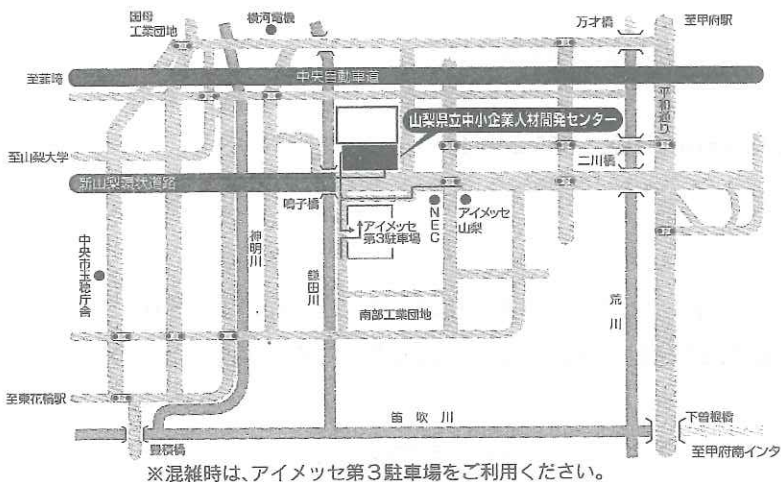 国母
工業団地
横河電機
万才橋
至甲府駅
至韮崎
中央自動車道
平和通り
山梨県立中小企業人材開発センター
至山梨大学
二川橋
新山梨環状道路
鳴子橋
アイメッセ
第3駐車場
NEC
アイメッセ
山梨
中央市玉穂庁舎
神明川
鎌田川
荒川
南部工業団地
至東花輪駅
笛吹川
下曽根橋
豊積橋
至甲府南インター
※混雑時は、アイメッセ第3駐車場をご利用ください。